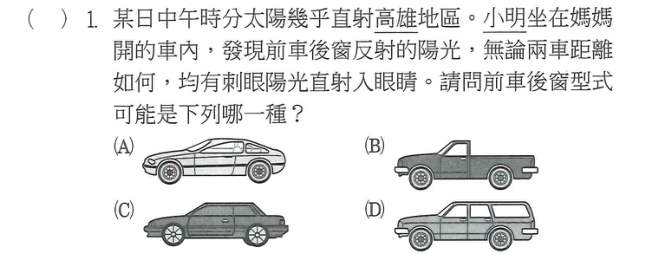 (　) 1. 某日中午時分太陽幾乎直射高雄地區。小明坐在媽媽
開的車內，發現前車後窗反射的陽光，無論兩車距離
如何，均有刺眼陽光直射入眼睛。請問前車後窗型式
可能是下列哪一種？
(A) (B)
(C) (D)